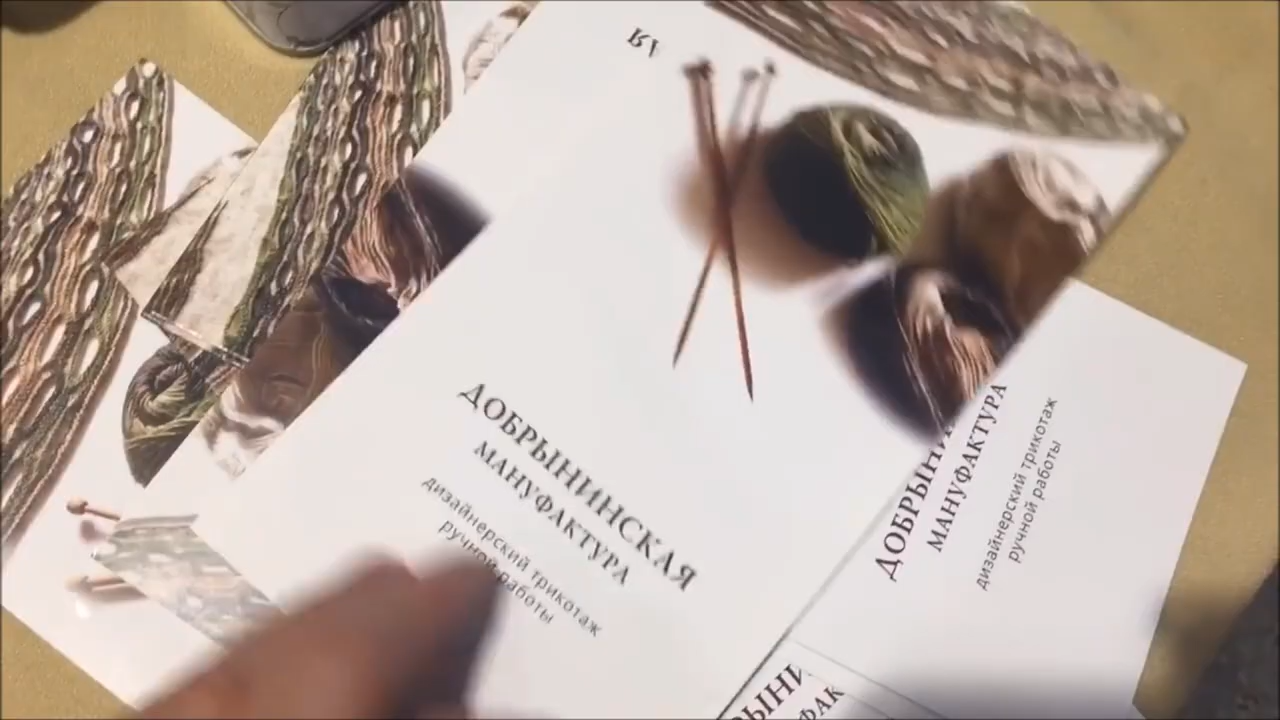 ДОБРЫНИНСКАЯ
МАНУФАКТУРА
дизайнерский трикотаж
ручной работы
МАНУФАКТУРА
дизайнерский трикотаж
ручной работы